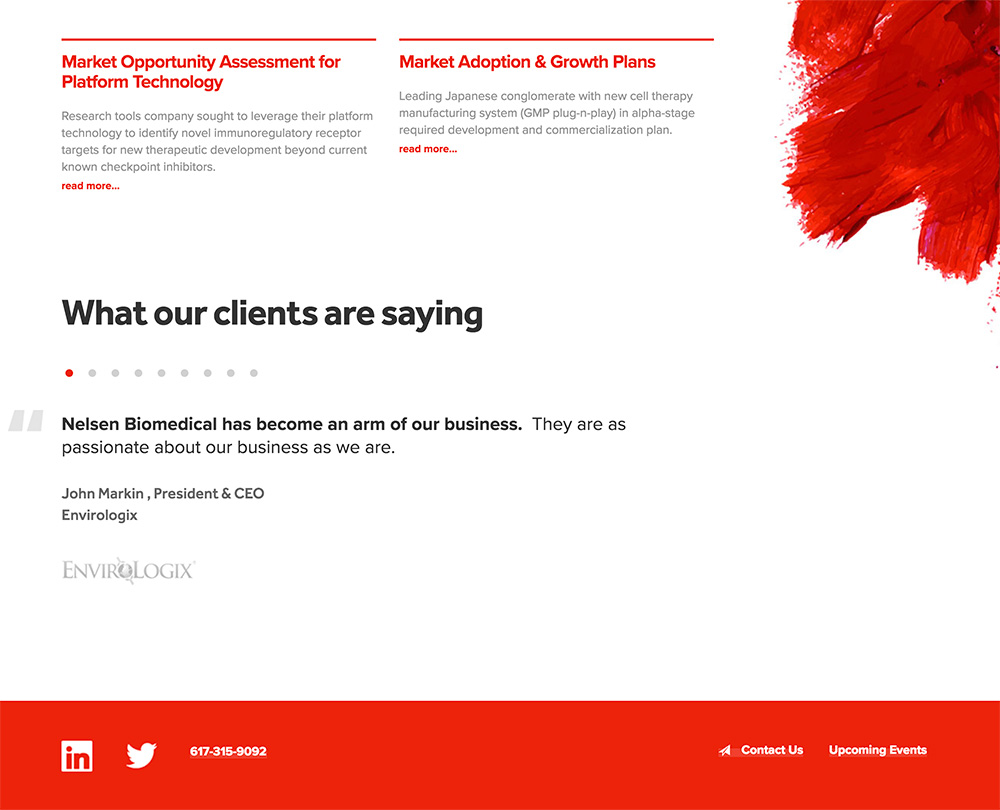 Market Opportunity Assessment for
Platform Technology
Research tools company sought to leverage their platform
technology to identify novel immunoregulatory receptor
targets for new therapeutic development beyond current
known checkpoint inhibitors.
read more...
Market Adoption & Growth Plans
Leading Japanese conglomerate with new cell therapy
manufacturing system (GMP plug-n-play) in alpha-stage
required development and commercialization plan.
read more...
What our clients are saying
Nelsen Biomedical has become an arm of our business. They are as
passionate about our business as we are.
John Markin , President & CEO
Envirologix
ENVIROLOGIX
in
617-315-9092
Contact Us
Upcoming Events